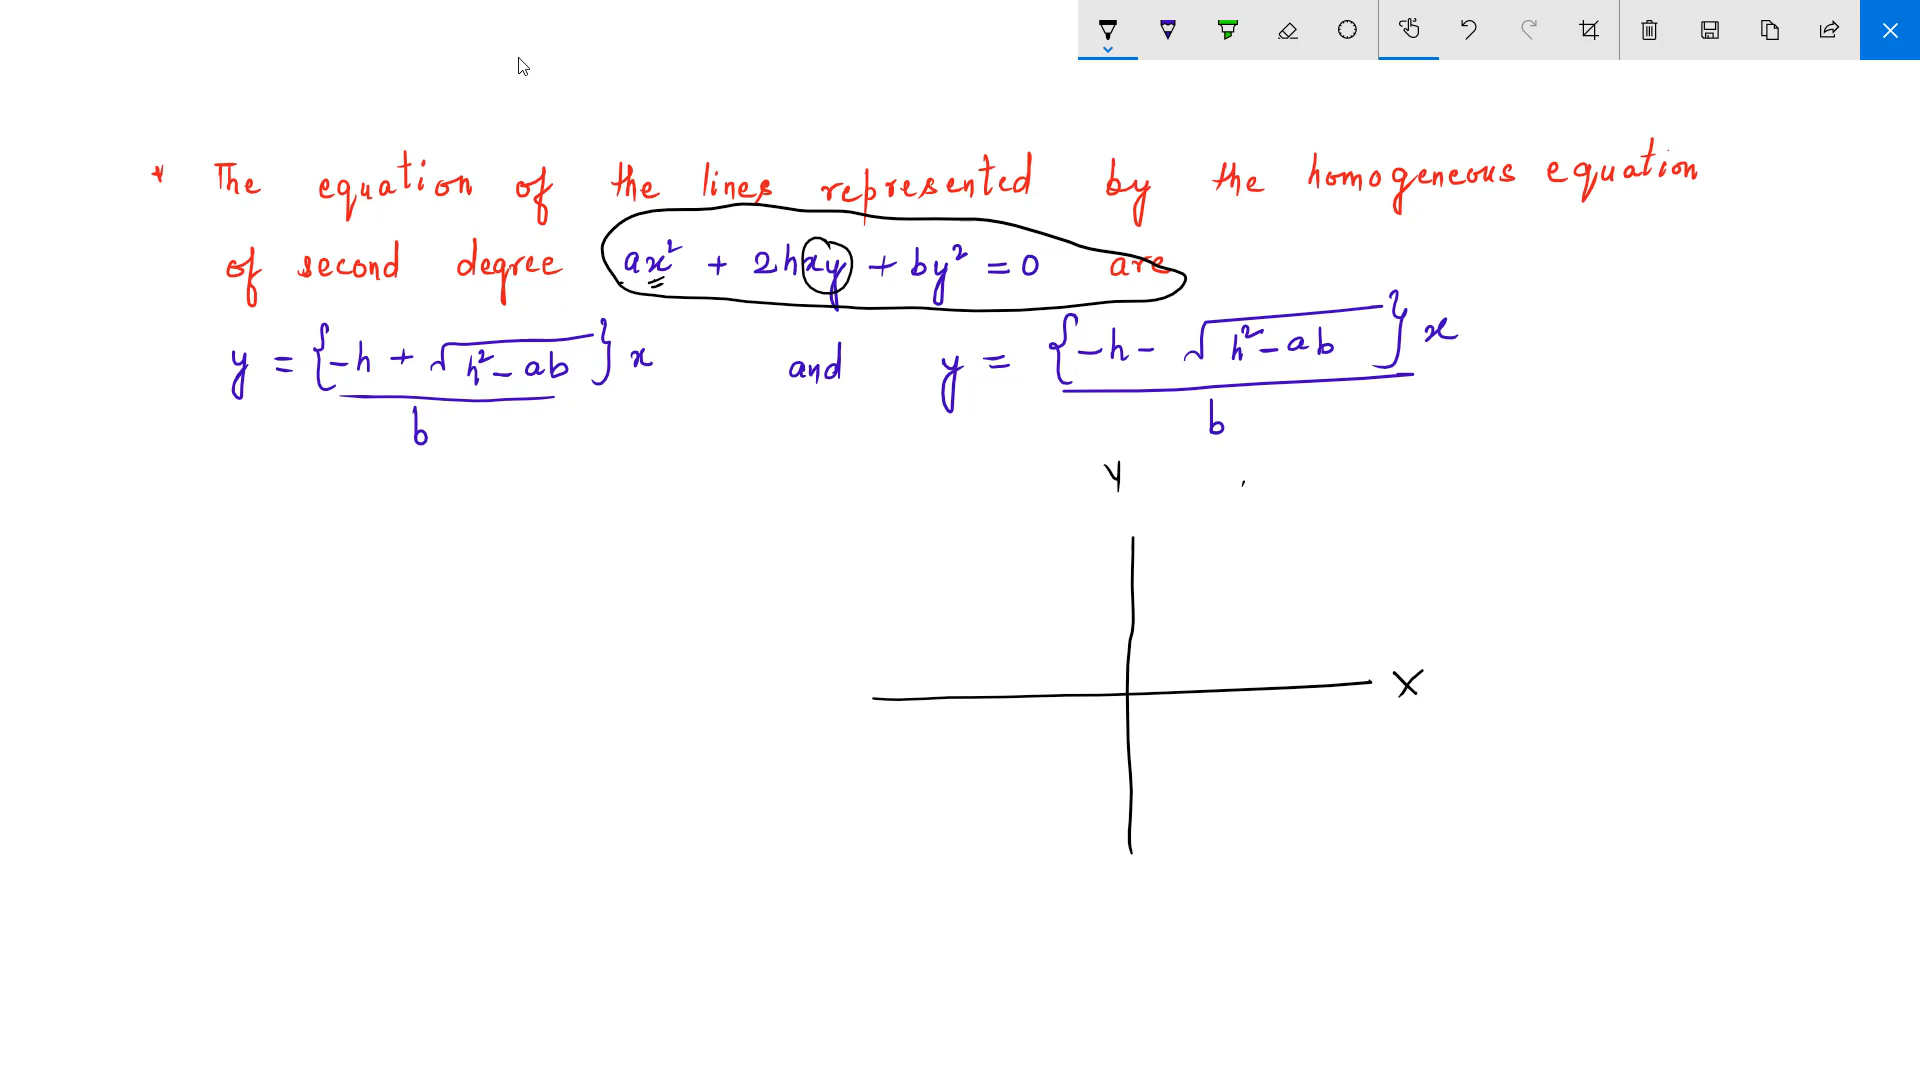 * The equation of the lines represented by the homogeneous equation
of second degree ax² + 2hxy + by² = 0 are
y = {-h + √(h² - ab)}x / b and y = {-h - √(h² - ab)}x / b
Y
X